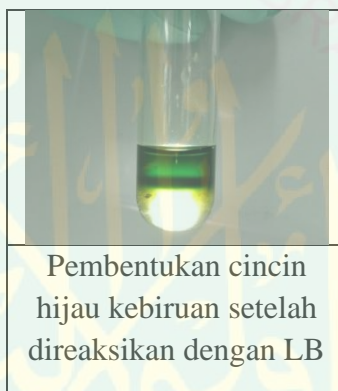 Pembentukan cincin
hijau kebiruan setelah
direaksikan dengan LB